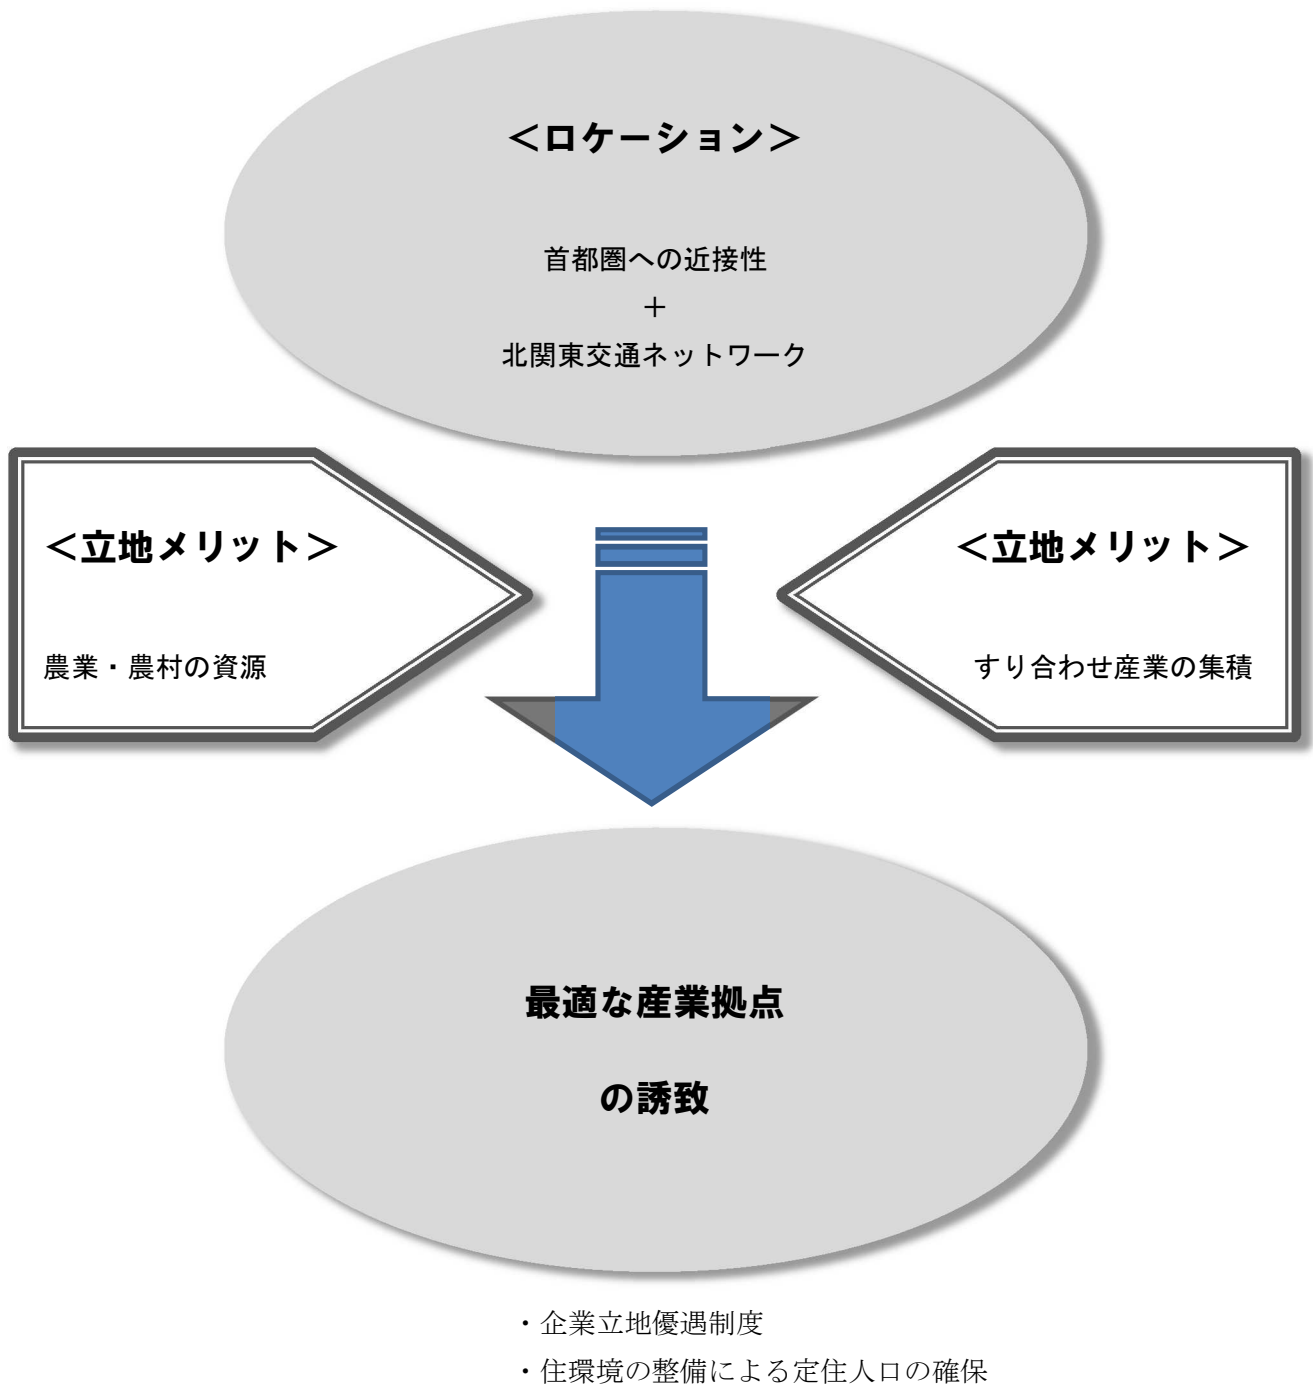 ＜ロケーション＞
首都圏への近接性
＋
北関東交通ネットワーク
＜立地メリット＞
農業・農村の資源
＜立地メリット＞
すり合わせ産業の集積
最適な産業拠点
の誘致
・企業立地優遇制度
・住環境の整備による定住人口の確保